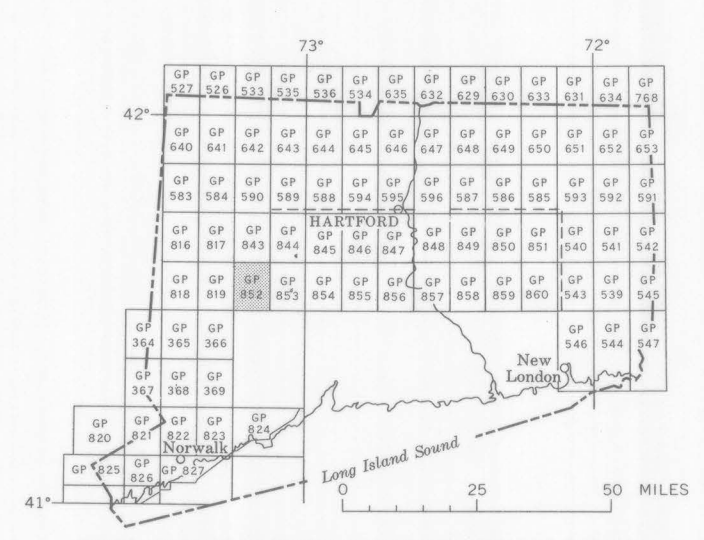 73° 72°
GP GP GP GP GP GP GP GP GP GP GP GP GP GP
527 526 533 535 536 534 635 632 629 630 633 631 634 768
42°
GP GP GP GP GP GP GP GP GP GP GP GP GP GP
640 641 642 643 644 645 646 647 648 649 650 651 652 653
GP GP GP GP GP GP GP GP GP GP GP GP GP GP
583 584 590 589 588 594 595 596 587 586 585 593 592 591
HARTFORD
GP GP GP GP GP GP GP GP GP GP GP GP GP GP
816 817 843 844 845 846 847 848 849 850 851 540 541 542
GP GP GP GP GP GP GP GP GP GP GP GP GP GP
818 819 852 853 854 855 856 857 858 859 860 543 539 545
GP GP GP GP GP GP
364 365 366 546 544 547
New
London
GP GP GP
367 368 369
GP GP GP GP GP
820 821 822 823 824
Norwalk
GP 825 GP 826 GP 827
Long Island Sound
41°
0 25 50 MILES